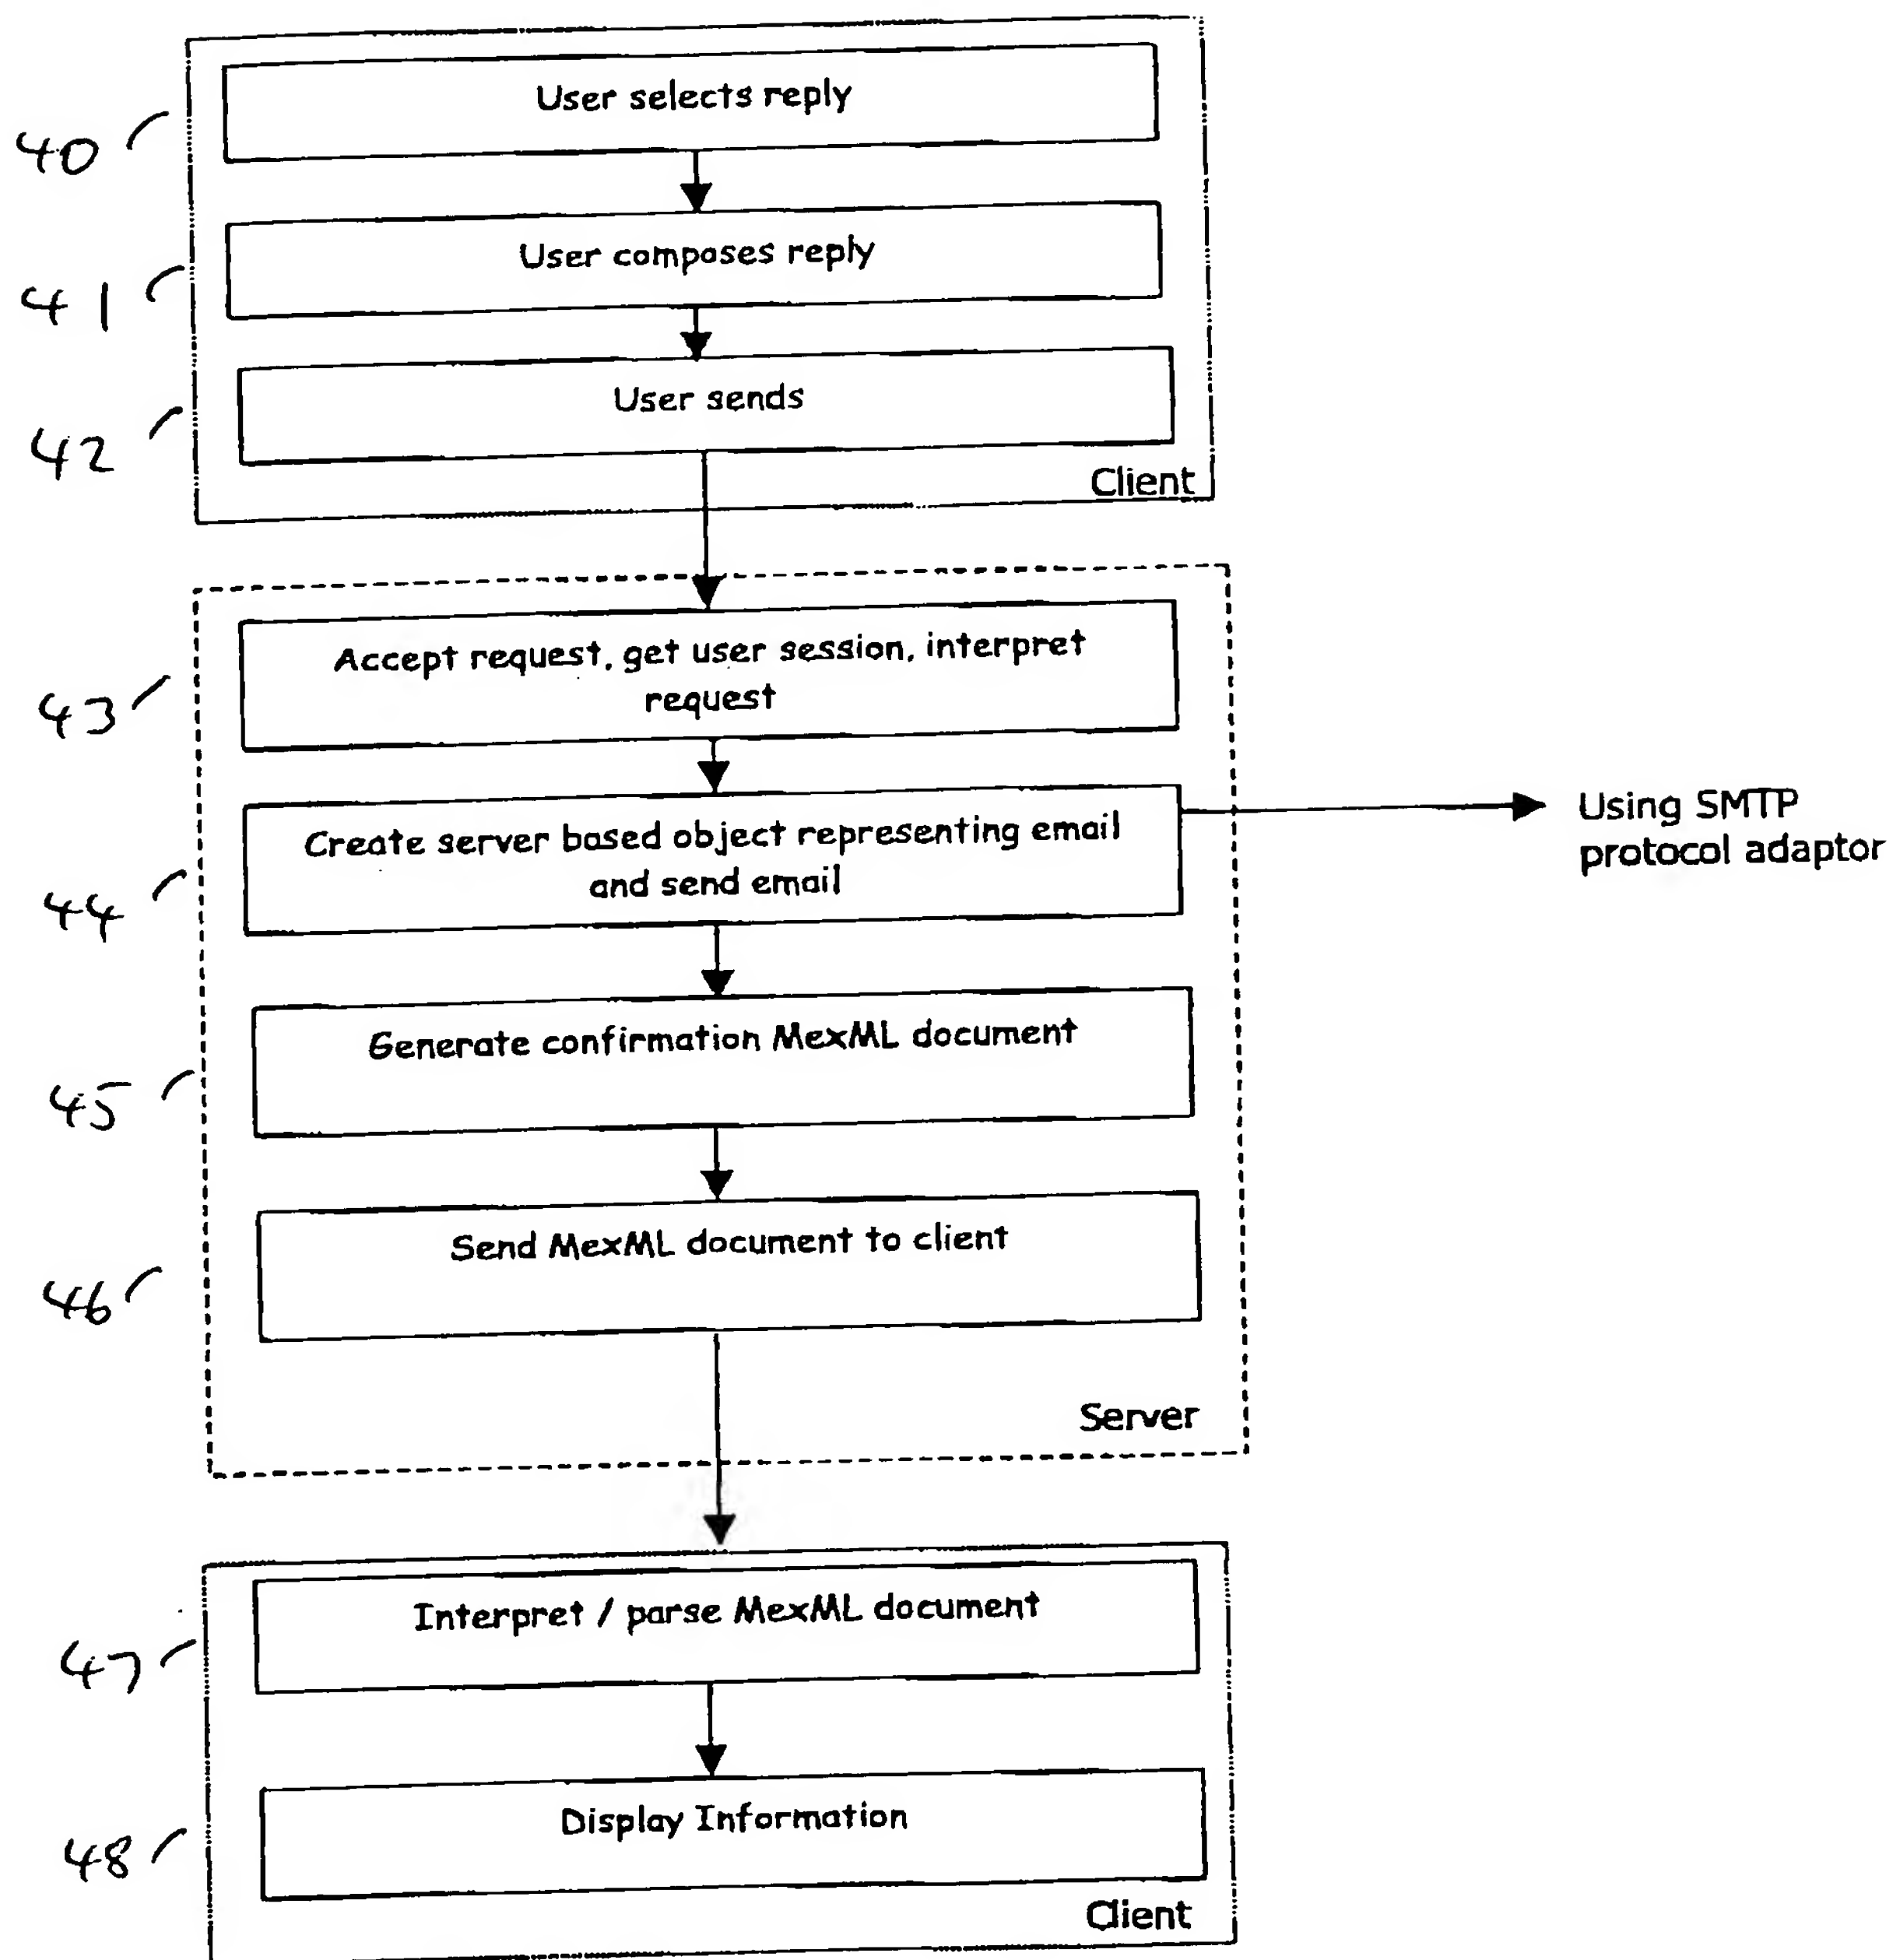 40
User selects reply
41
User composes reply
42
User sends
Client
43
Accept request, get user session, interpret
request
44
Create server based object representing email
and send email
Using SMTP
protocol adaptor
45
Generate confirmation MexML document
46
Send MexML document to client
Server
47
Interpret / parse MexML document
48
Display Information
Client